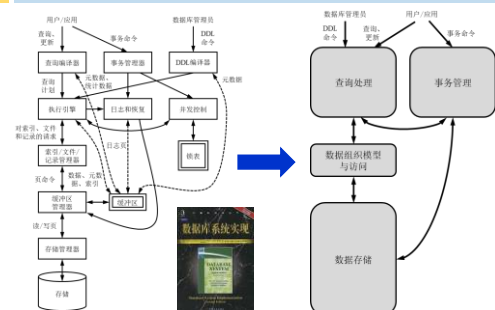 用户/应用
数据库管理员
查询、
更新
事务命令
DDL
命令
查询编译器
事务管理器
DDL编译器
查询
计划
元数据、
统计数据
元数据
执行引擎
日志和恢复
并发控制
对索引、文件
和记录的请求
日志页
锁表
索引/文件/
记录管理器
页命令
数据、元数
据、索引
缓冲区
管理器
缓冲区
读/写页
存储管理器
存储
数据库系统实现
DATABASE
SYSTEM
数据库管理员
用户/应用
DDL
命令
查询、
更新
事务命令
查询处理
事务管理
数据组织模型
与访问
数据存储